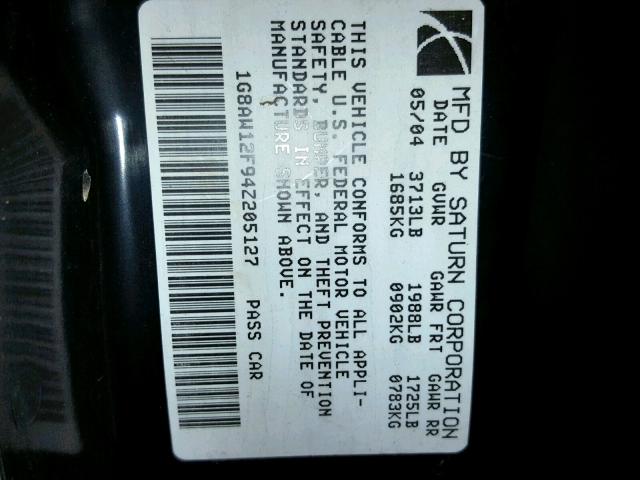 MFD BY SATURN CORPORATION
DATE GVWR GAWR FRT GAWR RR
05/04 3713LB 1988LB 1725LB
1685KG 0902KG 0783KG
THIS VEHICLE CONFORMS TO ALL APPLI-
CABLE U.S. FEDERAL MOTOR VEHICLE
SAFETY, BUMPER, AND THEFT PREVENTION
STANDARDS IN EFFECT ON THE DATE OF
MANUFACTURE SHOWN ABOVE.
1G8AW12F94Z205127 PASS CAR